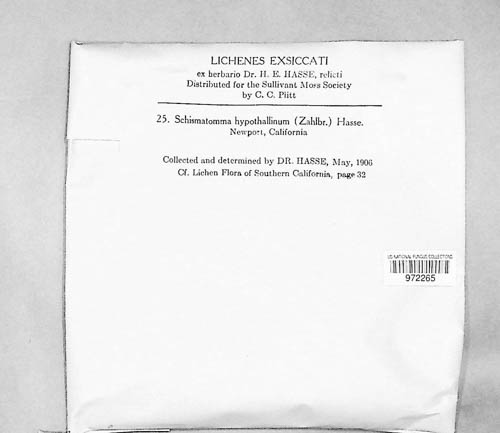 LICHENES EXSICCATI
ex herbario Dr. H. E. HASSE, relicti
Distributed for the Sullivant Moss Society
by C. C. Plitt
25. Schismatomma hypothallinum (Zahlbr.) Hasse.
Newport, California
Collected and determined by DR. HASSE, May, 1906
Cf. Lichen Flora of Southern California, page 32
US NATIONAL FUNGUS COLLECTIONS
972265